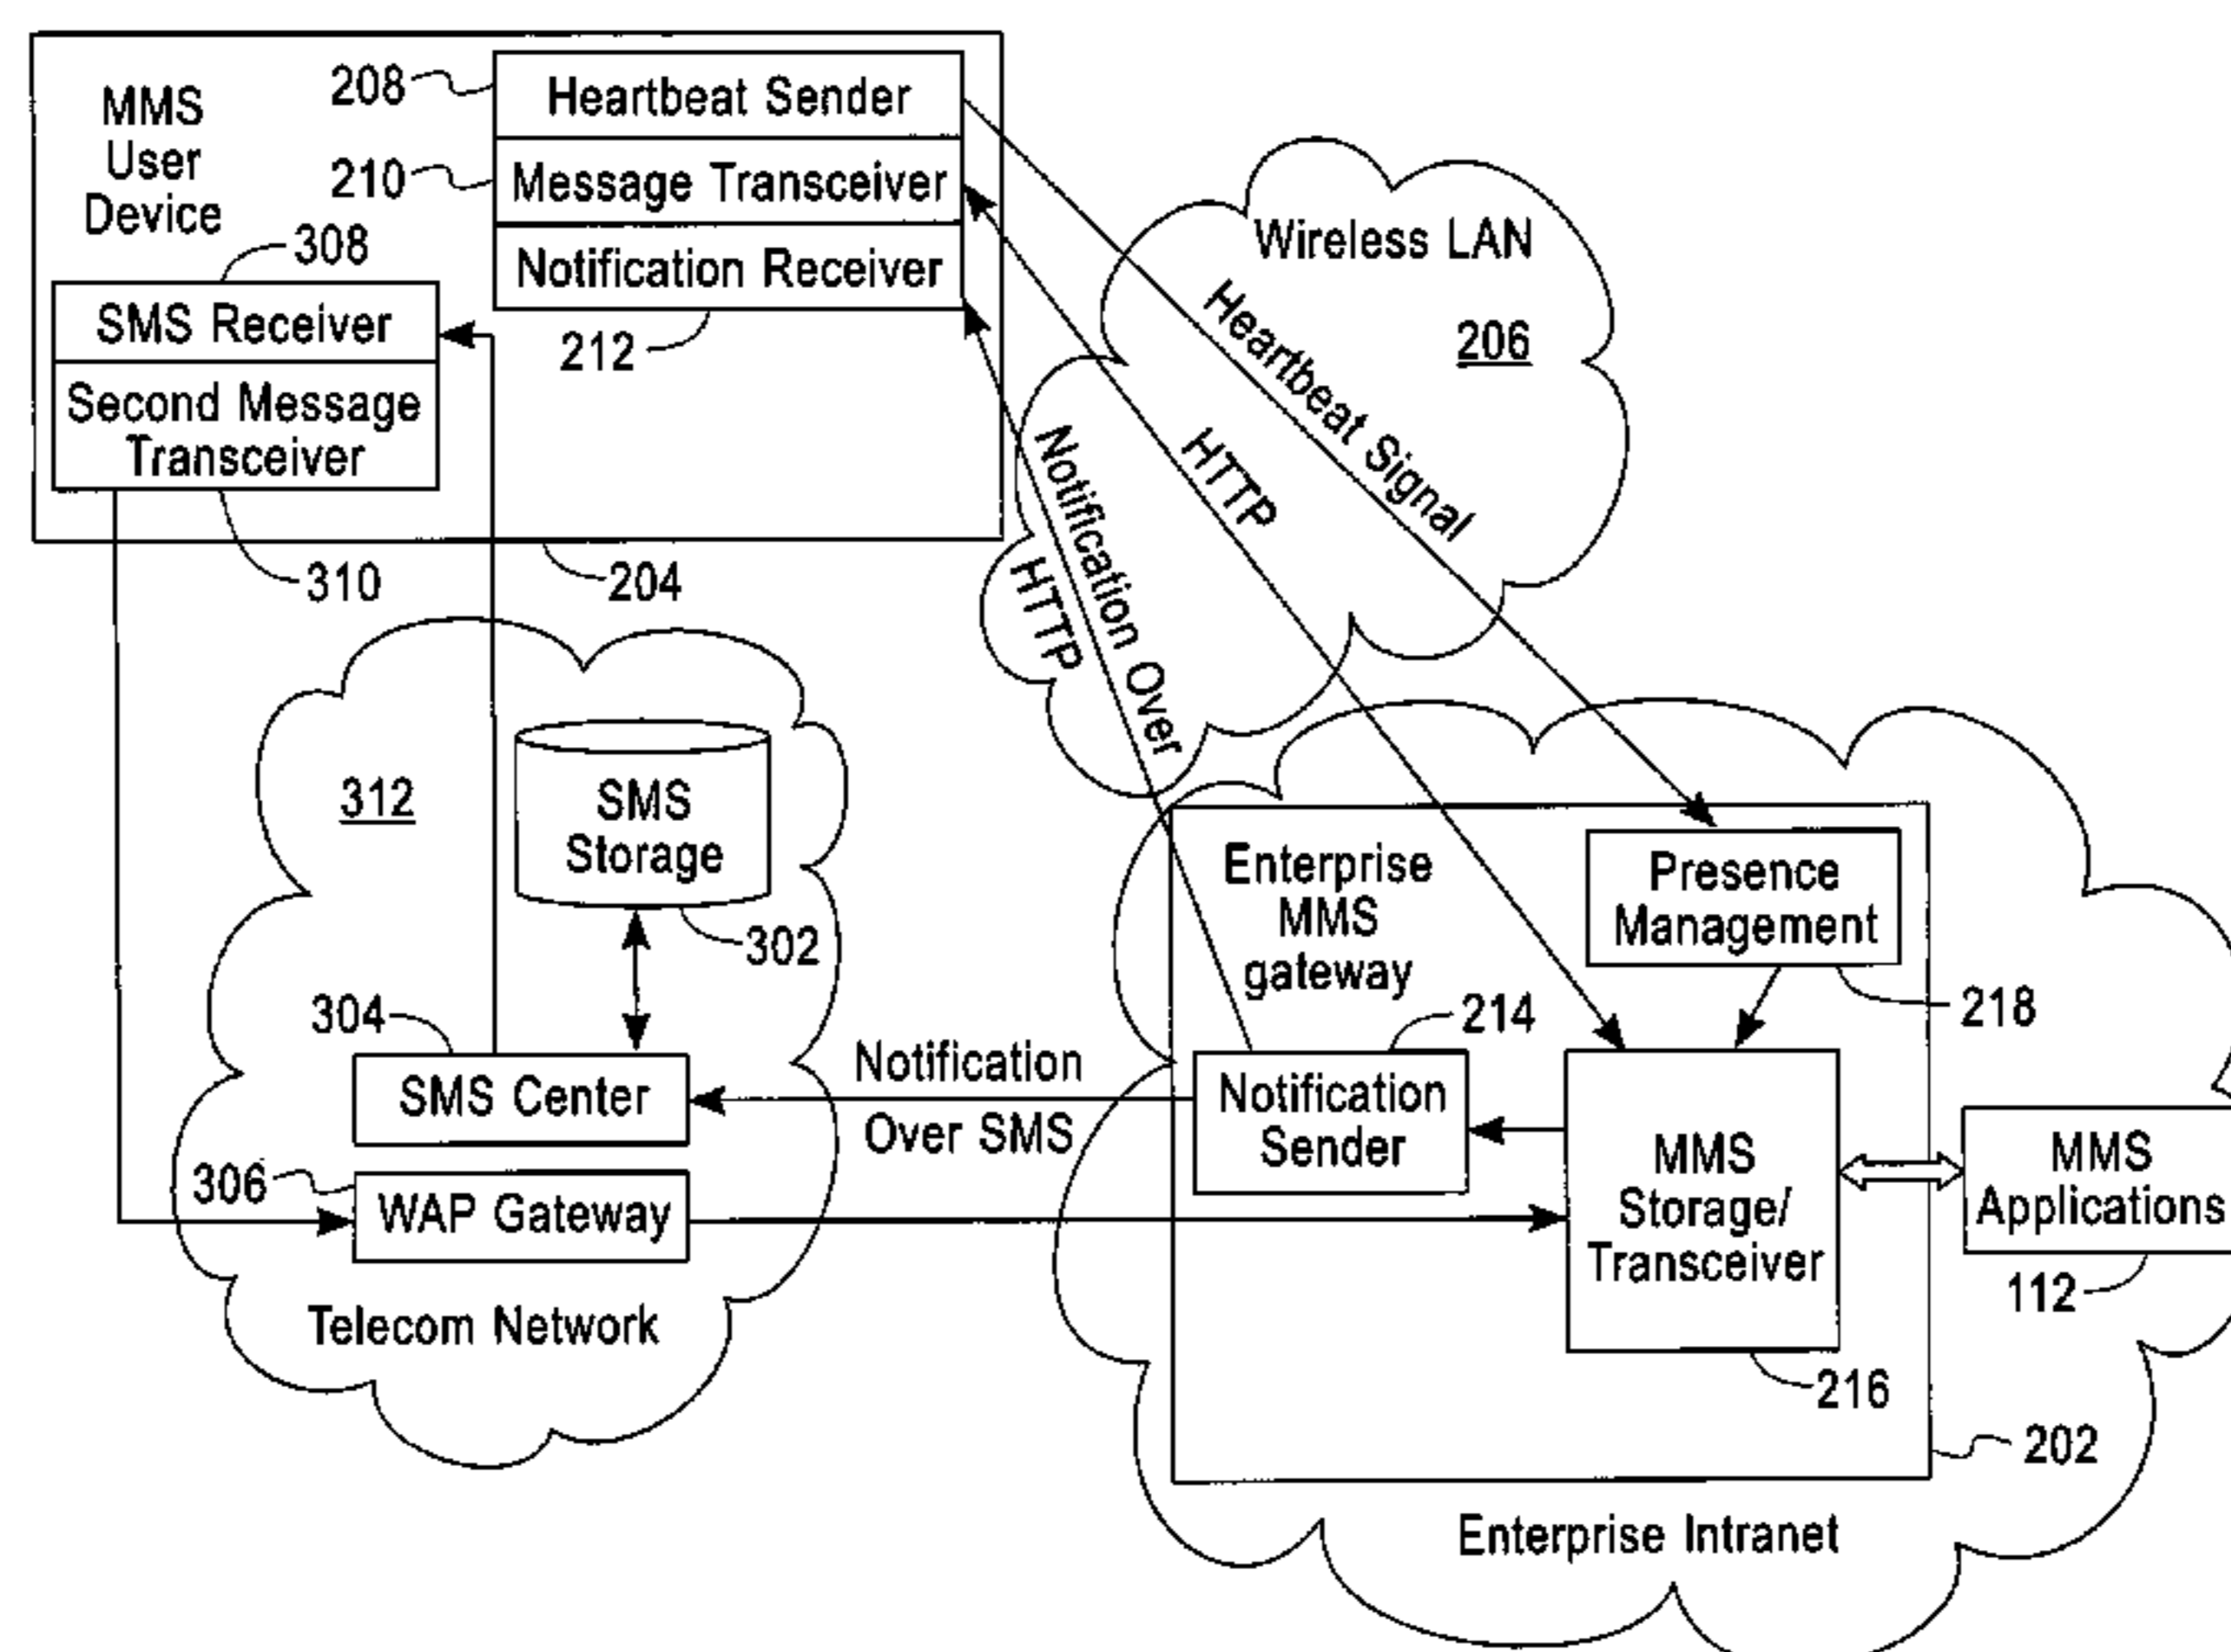 MMS
User
Device
208
Heartbeat Sender
210
Message Transceiver
Notification Receiver
212
308
SMS Receiver
Second Message
Transceiver
310
204
Wireless LAN
206
Heartbeat Signal
HTTP
Notification Over
HTTP
312
SMS
Storage
302
304
SMS Center
306
WAP Gateway
Telecom Network
Notification
Over SMS
Enterprise
MMS
gateway
Presence
Management
218
214
Notification
Sender
MMS
Storage/
Transceiver
216
MMS
Applications
112
202
Enterprise Intranet